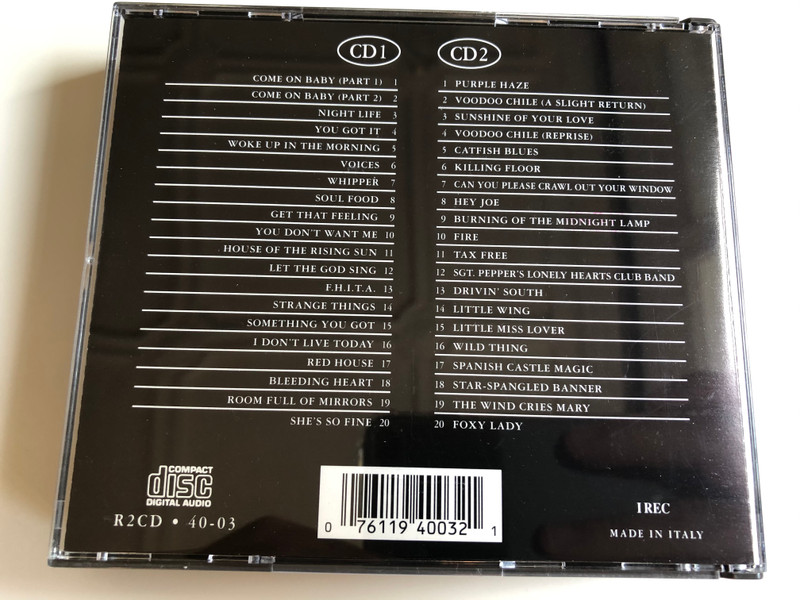 CD1
COME ON BABY (PART 1) 1
COME ON BABY (PART 2) 2
NIGHT LIFE 3
YOU GOT IT 4
WOKE UP IN THE MORNING 5
VOICES 6
WHIPPER 7
SOUL FOOD 8
GET THAT FEELING 9
YOU DON'T WANT ME 10
HOUSE OF THE RISING SUN 11
LET THE GOD SING 12
F.H.I.T.A. 13
STRANGE THINGS 14
SOMETHING YOU GOT 15
I DON'T LIVE TODAY 16
RED HOUSE 17
BLEEDING HEART 18
ROOM FULL OF MIRRORS 19
SHE'S SO FINE 20
CD2
1 PURPLE HAZE
2 VOODOO CHILE (A SLIGHT RETURN)
3 SUNSHINE OF YOUR LOVE
4 VOODOO CHILE (REPRISE)
5 CATFISH BLUES
6 KILLING FLOOR
7 CAN YOU PLEASE CRAWL OUT YOUR WINDOW
8 HEY JOE
9 BURNING OF THE MIDNIGHT LAMP
10 FIRE
11 TAX FREE
12 SGT. PEPPER'S LONELY HEARTS CLUB BAND
13 DRIVIN' SOUTH
14 LITTLE WING
15 LITTLE MISS LOVER
16 WILD THING
17 SPANISH CASTLE MAGIC
18 STAR-SPANGLED BANNER
19 THE WIND CRIES MARY
20 FOXY LADY
COMPACT
disc
DIGITAL AUDIO
R2CD • 40-03
0 76119 40032 1
1REC
MADE IN ITALY